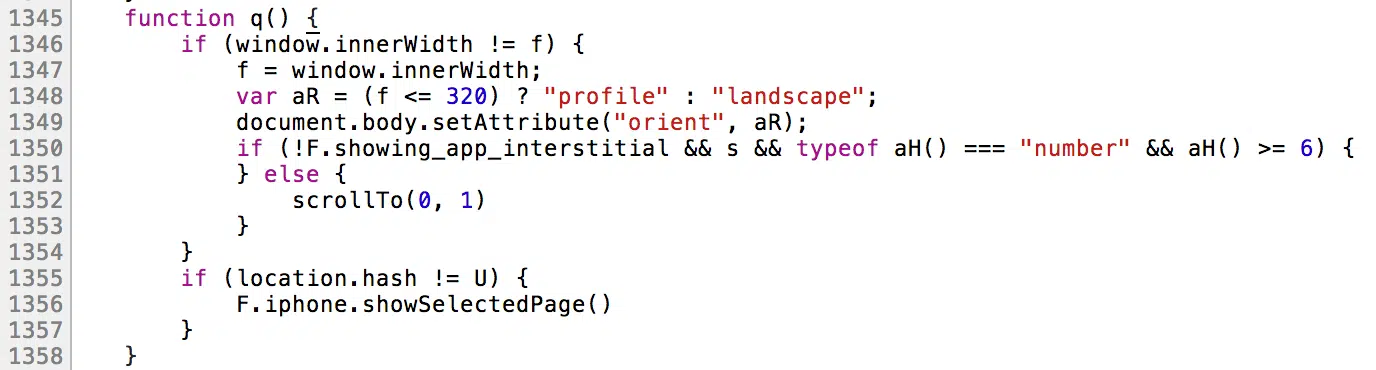 1345 function q() {
1346 if (window.innerWidth != f) {
1347 f = window.innerWidth;
1348 var aR = (f <= 320) ? "profile" : "landscape";
1349 document.body.setAttribute("orient", aR);
1350 if (!F.showing_app_interstitial && s && typeof aH() === "number" && aH() >= 6) {
1351 } else {
1352 scrollTo(0, 1)
1353 }
1354 }
1355 if (location.hash != U) {
1356 F.iphone.showSelectedPage()
1357 }
1358 }